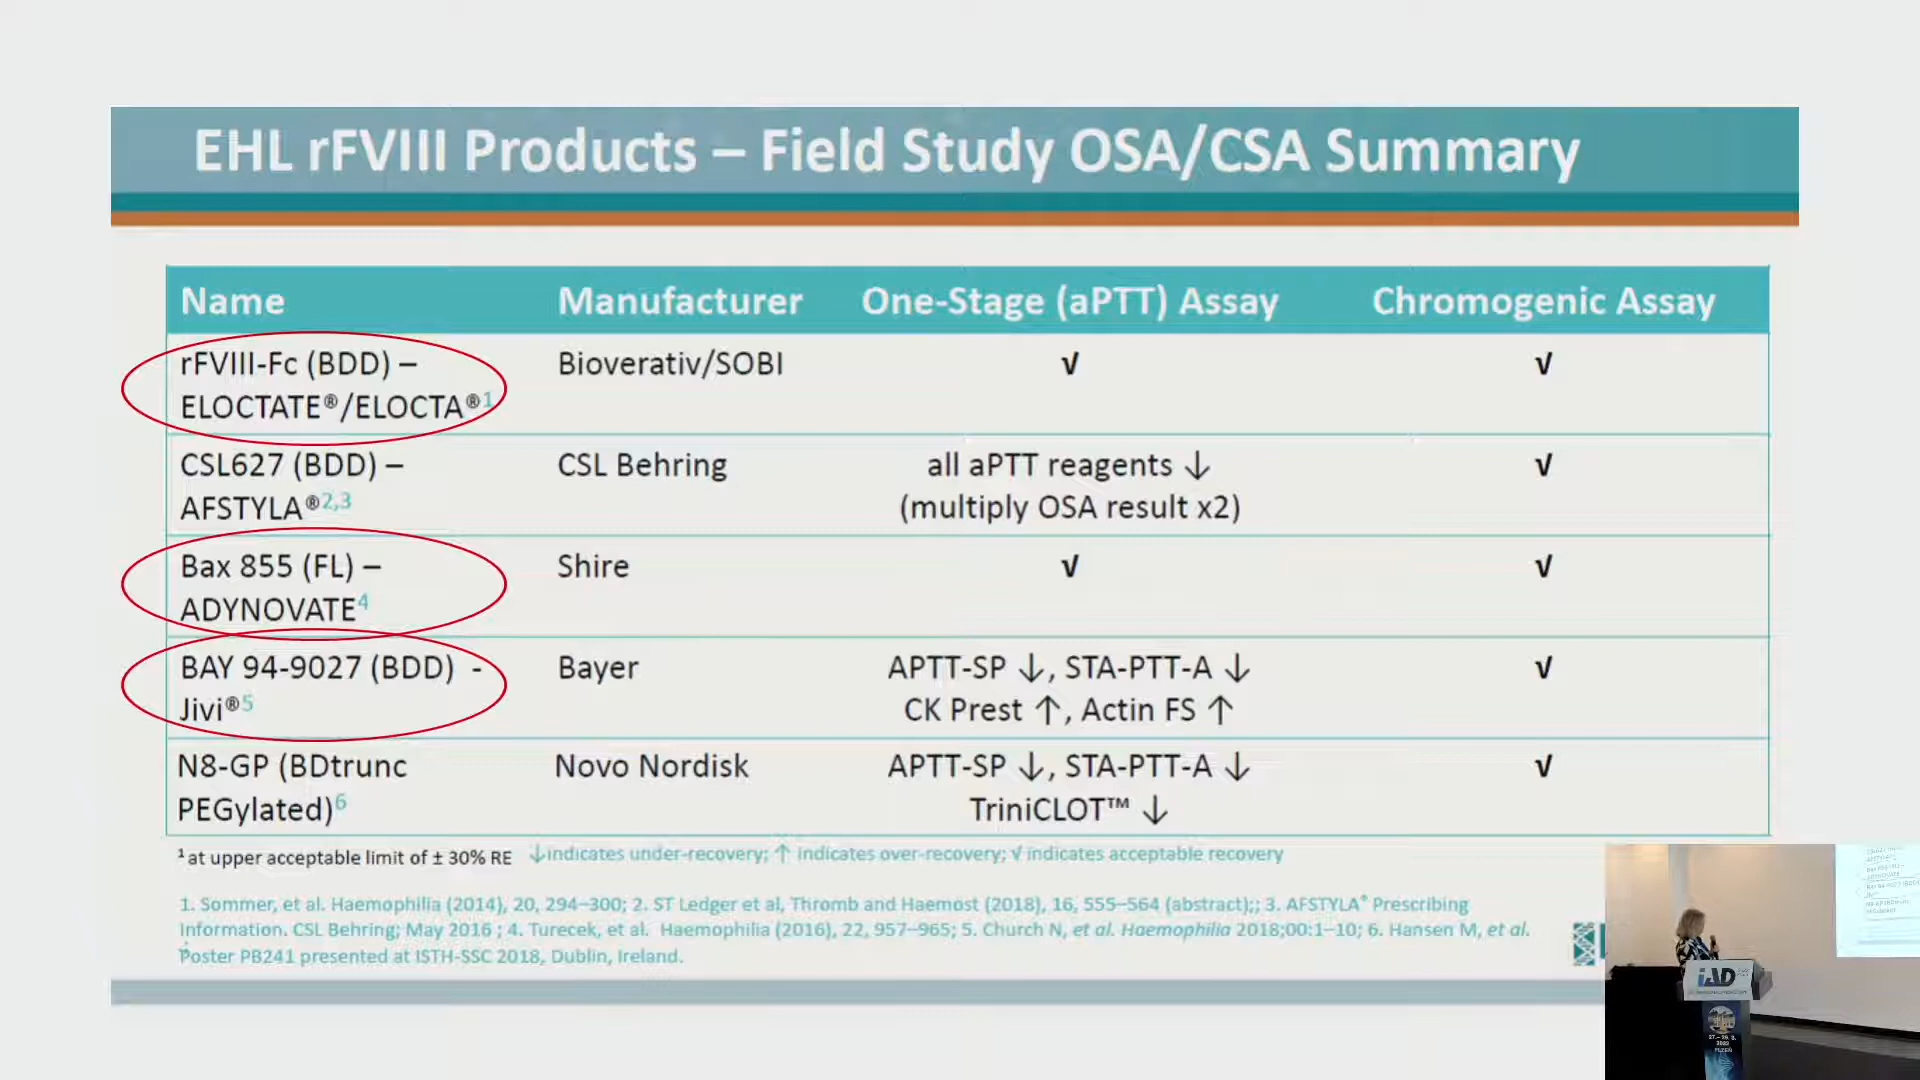 EHL rFVIII Products – Field Study OSA/CSA Summary
Name Manufacturer One-Stage (aPTT) Assay Chromogenic Assay
rFVIII-Fc (BDD) – Bioverativ/SOBI √ √
ELOCTATE®/ELOCTA®1
CSL627 (BDD) – CSL Behring all aPTT reagents ↓ √
AFSTYLA®2,3 (multiply OSA result x2)
Bax 855 (FL) – Shire √ √
ADYNOVATE4
BAY 94-9027 (BDD) - Bayer APTT-SP ↓, STA-PTT-A ↓ √
Jivi®5 CK Prest ↑, Actin FS ↑
N8-GP (BDtrunc Novo Nordisk APTT-SP ↓, STA-PTT-A ↓ √
PEGylated)6 TriniCLOT™ ↓
1 at upper acceptable limit of ± 30% RE ↓indicates under-recovery; ↑ indicates over-recovery; √ indicates acceptable recovery
1. Sommer, et al. Haemophilia (2014), 20, 294–300; 2. ST Ledger et al, Thromb and Haemost (2018), 16, 555–564 (abstract);; 3. AFSTYLA® Prescribing
Information. CSL Behring; May 2016 ; 4. Turecek, et al. Haemophilia (2016), 22, 957–965; 5. Church N, et al. Haemophilia 2018;00:1–10; 6. Hansen M, et al.
Poster PB241 presented at ISTH-SSC 2018, Dublin, Ireland.
iAD